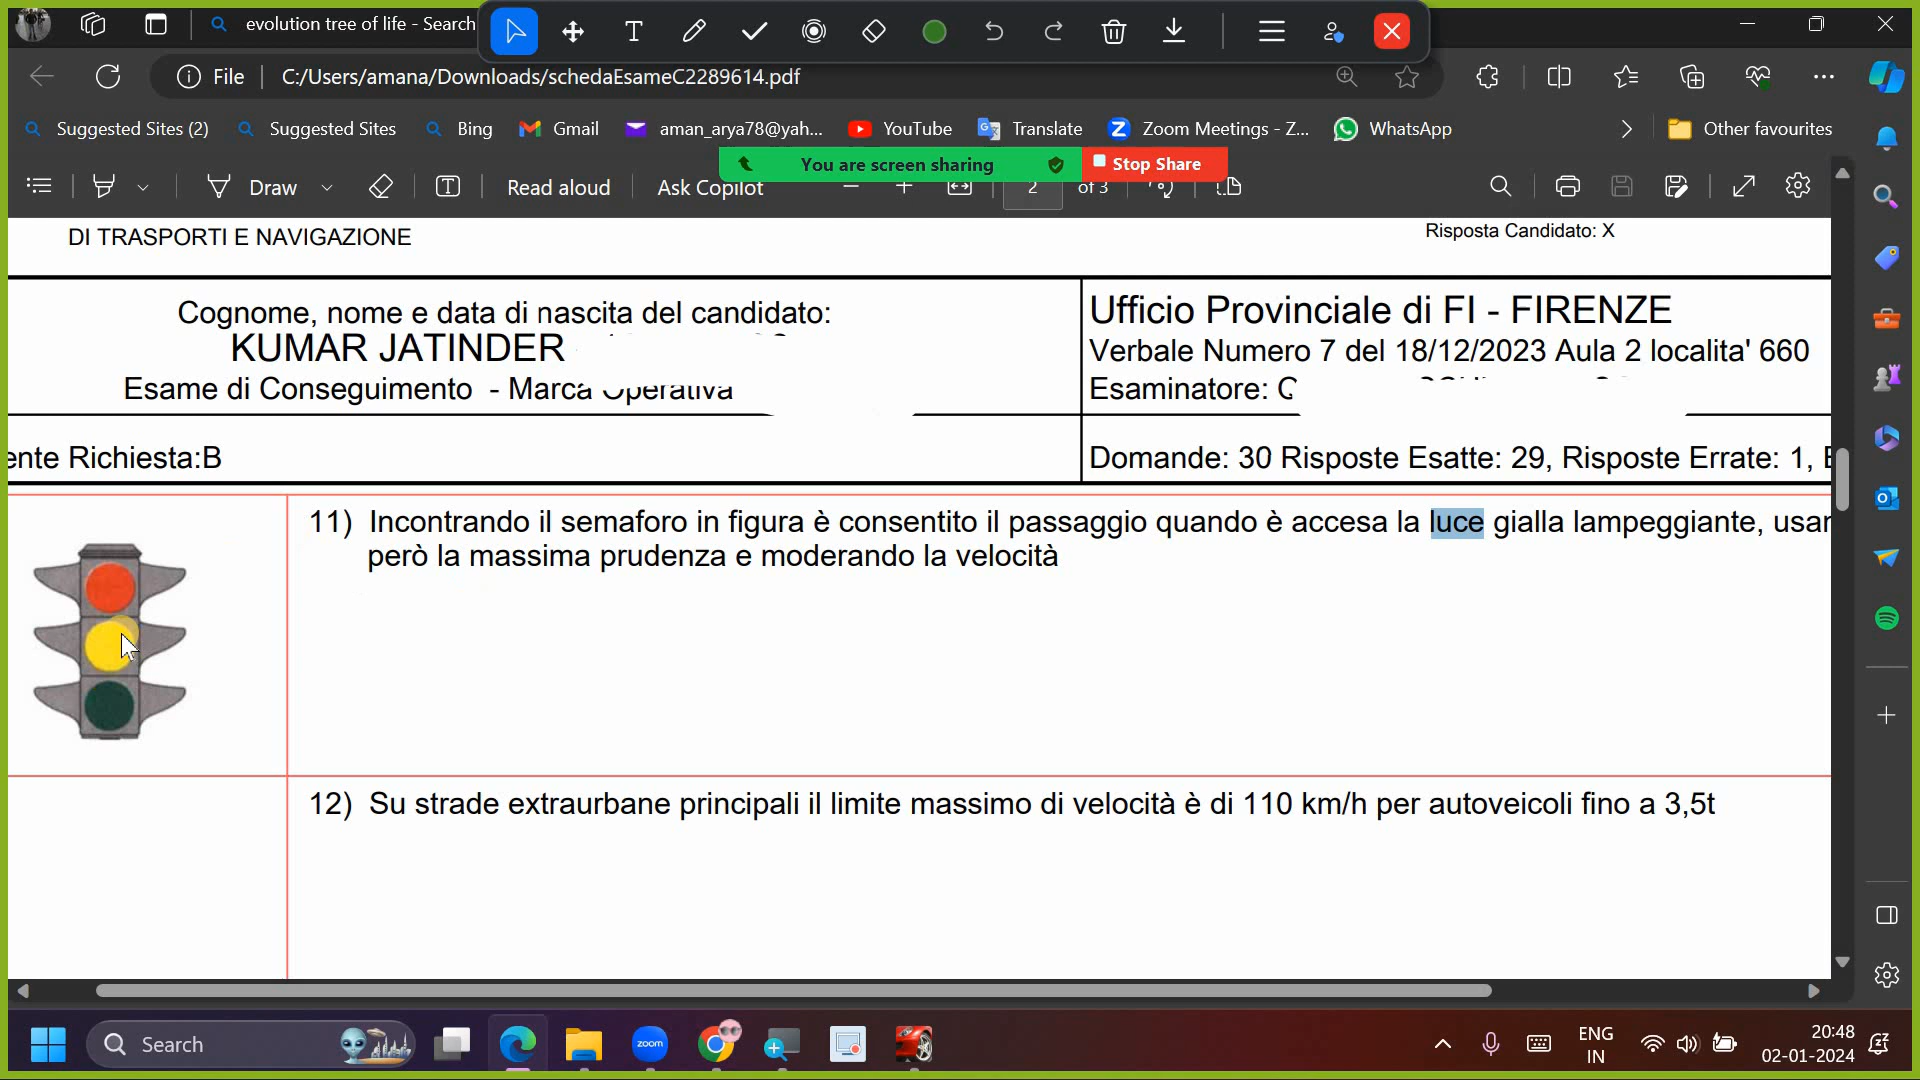 evolution tree of life - Search
File
C:/Users/amana/Downloads/schedaEsameC2289614.pdf
Suggested Sites (2)
Suggested Sites
Bing
Gmail
aman_arya78@yah...
YouTube
Translate
Zoom Meetings - Z...
WhatsApp
Other favourites
You are screen sharing
Stop Share
Draw
Read aloud
Ask Copilot
2
of 3
DI TRASPORTI E NAVIGAZIONE
Risposta Candidato: X
Cognome, nome e data di nascita del candidato:
KUMAR JATINDER
Esame di Conseguimento - Marca Operativa
Ufficio Provinciale di FI - FIRENZE
Verbale Numero 7 del 18/12/2023 Aula 2 localita' 660
Esaminatore:
ente Richiesta:B
Domande: 30 Risposte Esatte: 29, Risposte Errate: 1,
11) Incontrando il semaforo in figura è consentito il passaggio quando è accesa la luce gialla lampeggiante, usar
però la massima prudenza e moderando la velocità
12) Su strade extraurbane principali il limite massimo di velocità è di 110 km/h per autoveicoli fino a 3,5t
Search
zoom
ENG
IN
20:48
02-01-2024